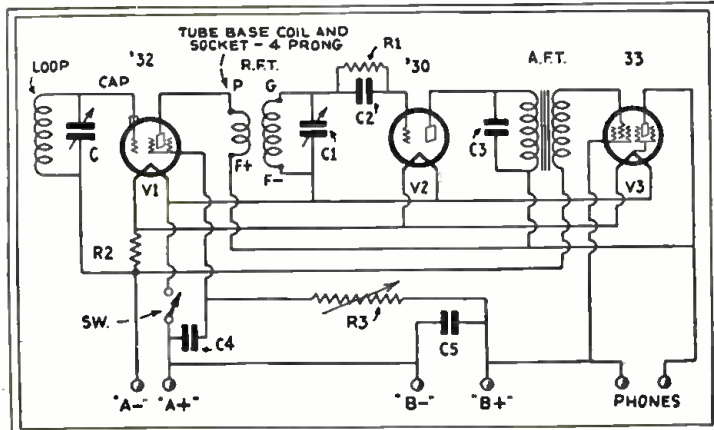 TUBE BASE COIL AND
SOCKET - 4 PRONG
R1
LOOP
CAP
'32
R.F.T.
'30
A.F.T.
33
P
G
C
C1
C2
C3
F+
F-
V1
V2
V3
R2
SW.
C4
R3
C5
"A-"
"A+"
"B-"
"B+"
PHONES